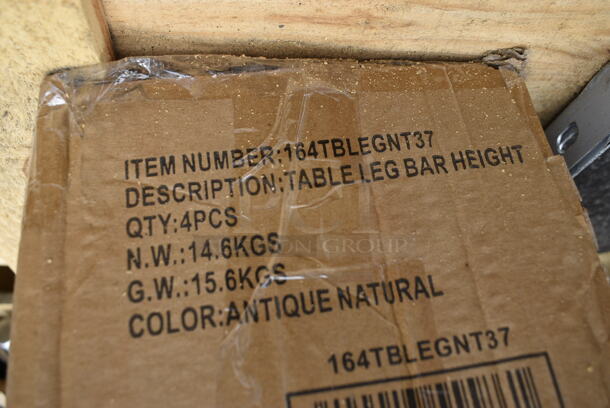 ITEM NUMBER:164TBLEGNT37
DESCRIPTION:TABLE LEG BAR HEIGHT
QTY:4PCS
N.W.:14.6KGS
G.W.:15.6KGS
COLOR:ANTIQUE NATURAL
164TBLEGNT37